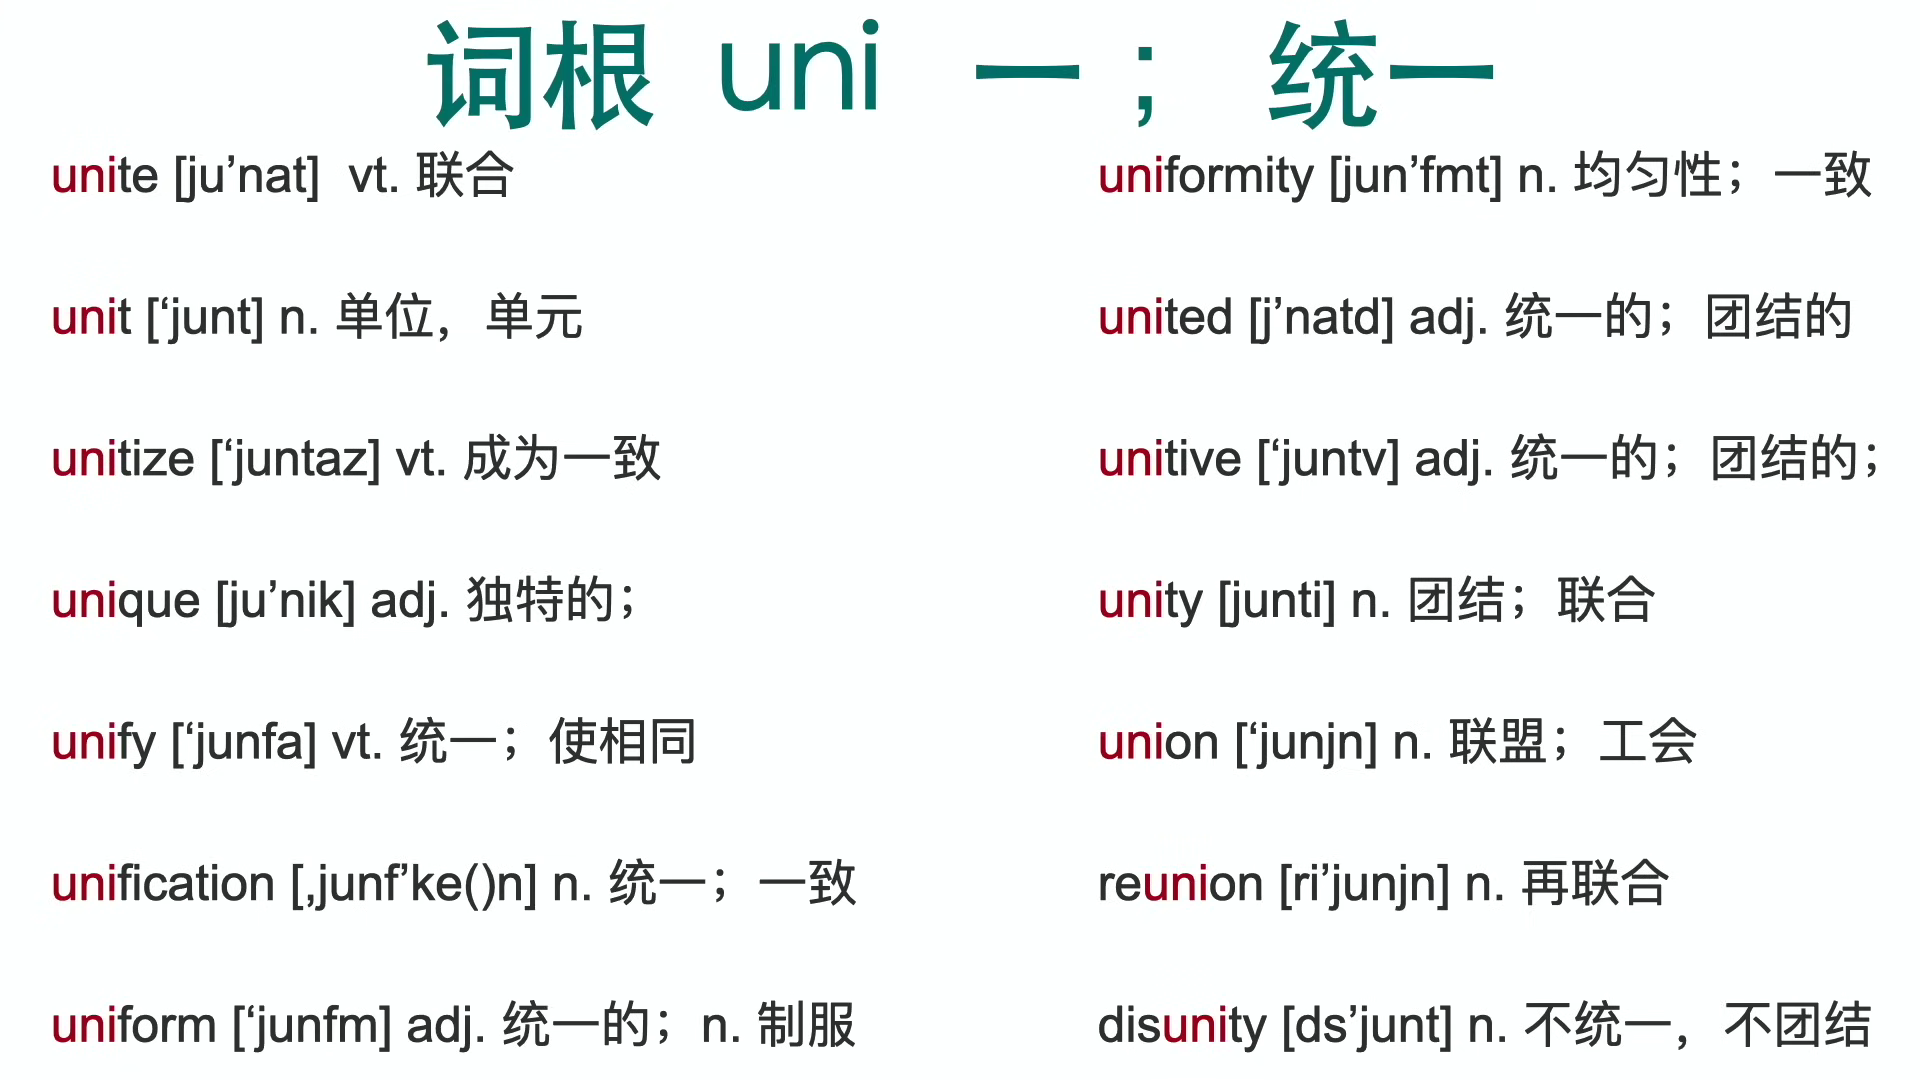 词根 uni 一； 统一
unite [ju’nat] vt. 联合
unit [‘junt] n. 单位，单元
unitize [‘juntaz] vt. 成为一致
unique [ju’nik] adj. 独特的；
unify [‘junfa] vt. 统一；使相同
unification [,junf’ke()n] n. 统一；一致
uniform [‘junfm] adj. 统一的；n. 制服
uniformity [jun’fmt] n. 均匀性；一致
united [j’natd] adj. 统一的；团结的
unitive [‘juntv] adj. 统一的；团结的；
unity [junti] n. 团结；联合
union [‘junjn] n. 联盟；工会
reunion [ri’junjn] n. 再联合
disunity [ds’junt] n. 不统一，不团结